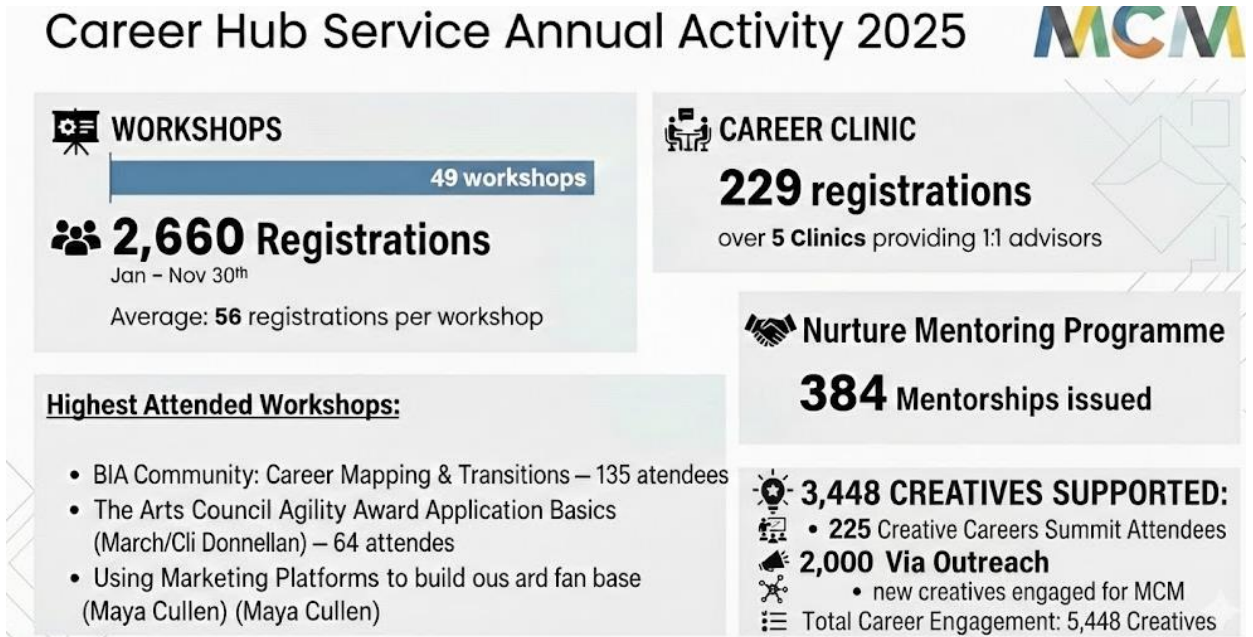 Career Hub Service Annual Activity 2025
MCM
WORKSHOPS
49 workshops
2,660 Registrations
Jan – Nov 30th
Average: 56 registrations per workshop
CAREER CLINIC
229 registrations
over 5 Clinics providing 1:1 advisors
Nurture Mentoring Programme
384 Mentorships issued
Highest Attended Workshops:
• BIA Community: Career Mapping & Transitions – 135 atendees
• The Arts Council Agility Award Application Basics
(March/Cli Donnellan) – 64 attendes
• Using Marketing Platforms to build ous ard fan base
(Maya Cullen) (Maya Cullen)
3,448 CREATIVES SUPPORTED:
• 225 Creative Careers Summit Attendees
2,000 Via Outreach
• new creatives engaged for MCM
Total Career Engagement: 5,448 Creatives